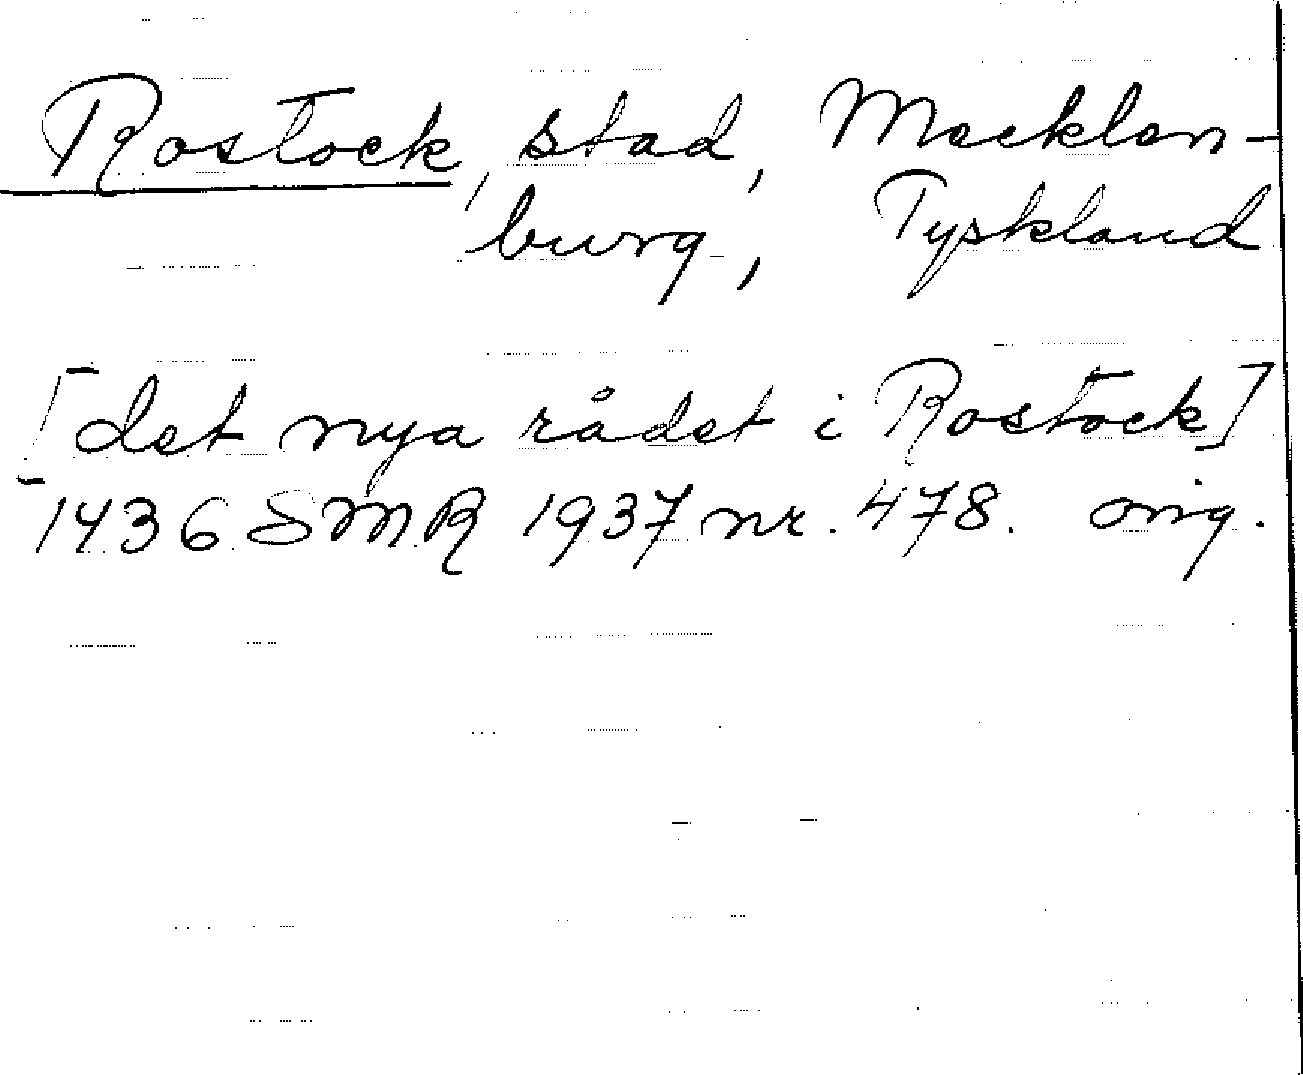 Rostock, stad, Mecklen-
burg, Tyskland
[det nya rådet i Rostock]
1436 SMR 1937 nr. 478. orig.